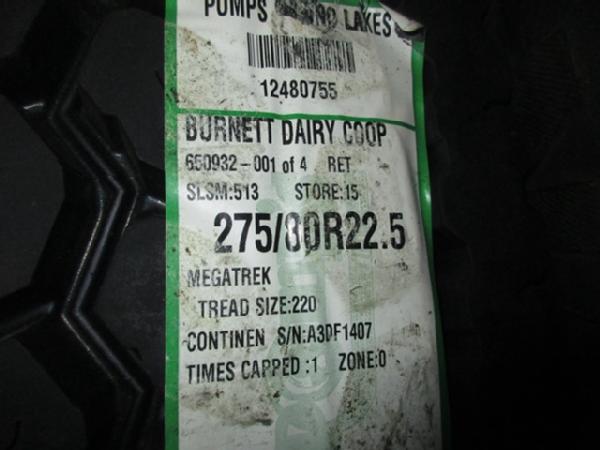 PUMPS LAKES
12480755
BURNETT DAIRY COOP
650932-001 of 4 RET
SLSM:513 STORE:15
275/80R22.5
MEGATREK
TREAD SIZE:220
CONTINEN S/N:A3DF1407
TIMES CAPPED :1 ZONE:0